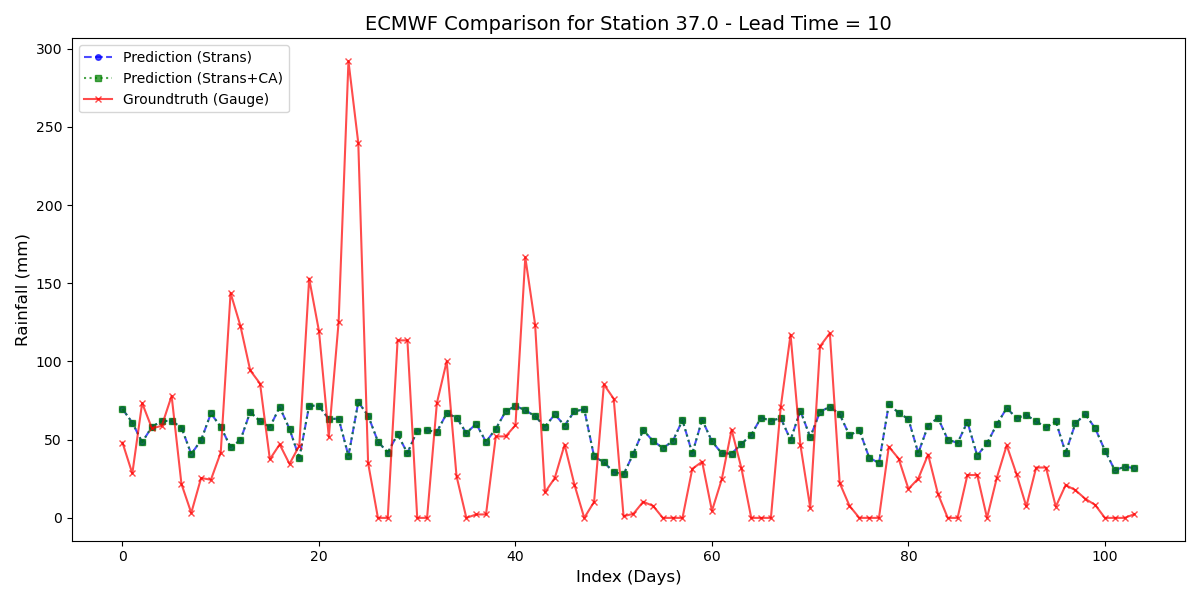 ECMWF Comparison for Station 37.0 - Lead Time = 10
Prediction (Strans)
Prediction (Strans+CA)
Groundtruth (Gauge)
300
250
200
150
100
50
0
Rainfall (mm)
0 20 40 60 80 100
Index (Days)